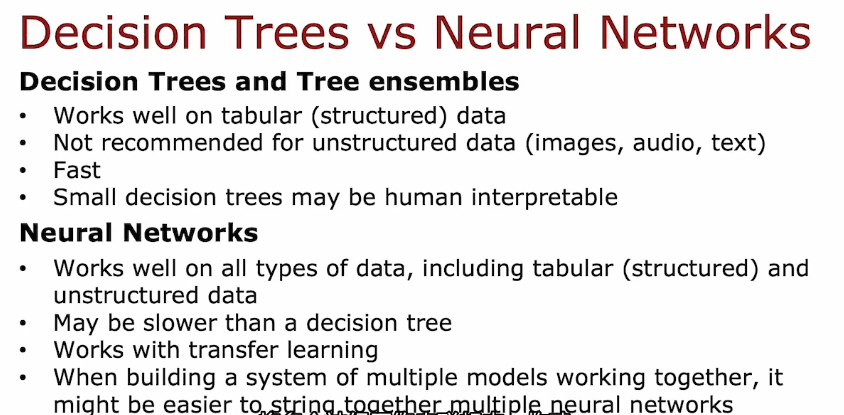 Decision Trees vs Neural Networks
Decision Trees and Tree ensembles
• Works well on tabular (structured) data
• Not recommended for unstructured data (images, audio, text)
• Fast
• Small decision trees may be human interpretable
Neural Networks
• Works well on all types of data, including tabular (structured) and
unstructured data
• May be slower than a decision tree
• Works with transfer learning
• When building a system of multiple models working together, it
might be easier to string together multiple neural networks